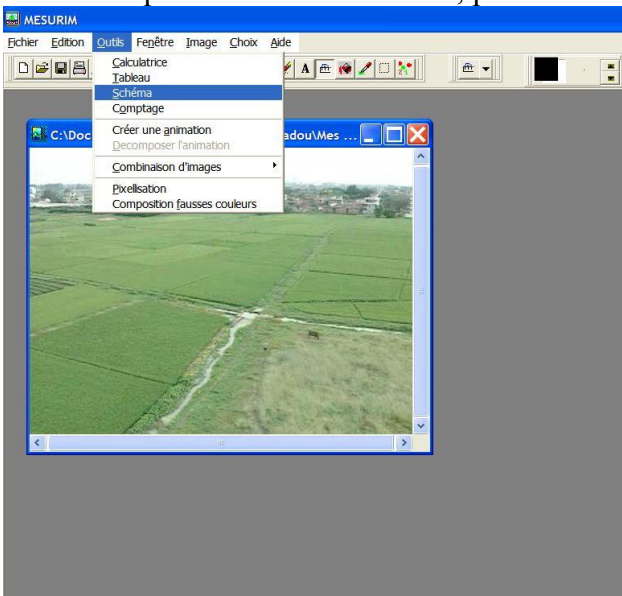 MESURIM
Fichier Edition Outils Fenêtre Image Choix Aide
Calculatrice
Tableau
Schéma
Comptage
Créer une animation
Decomposer l'animation
Combinaison d'images
Pixellisation
Composition fausses couleurs
A
C:\Doc adou\Mes ...